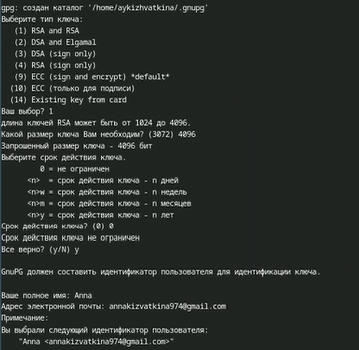 gpg: создан каталог '/home/aykizhvatkina/.gnupg'
Выберите тип ключа:
(1) RSA and RSA
(2) DSA and Elgamal
(3) DSA (sign only)
(4) RSA (sign only)
(9) ECC (sign and encrypt) *default*
(10) ECC (только для подписи)
(14) Existing key from card
Ваш выбор? 1
длина ключей RSA может быть от 1024 до 4096.
Какой размер ключа Вам необходим? (3072) 4096
Запрошенный размер ключа - 4096 бит
Выберите срок действия ключа.
0 = не ограничен
<n> = срок действия ключа - n дней
<n>w = срок действия ключа - n недель
<n>m = срок действия ключа - n месяцев
<n>y = срок действия ключа - n лет
Срок действия ключа? (0) 0
Срок действия ключа не ограничен
Все верно? (y/N) y
GnuPG должен составить идентификатор пользователя для идентификации ключа.
Ваше полное имя: Anna
Адрес электронной почты: annakizvatkina974@gmail.com
Примечание:
Вы выбрали следующий идентификатор пользователя:
"Anna <annakizvatkina974@gmail.com>"